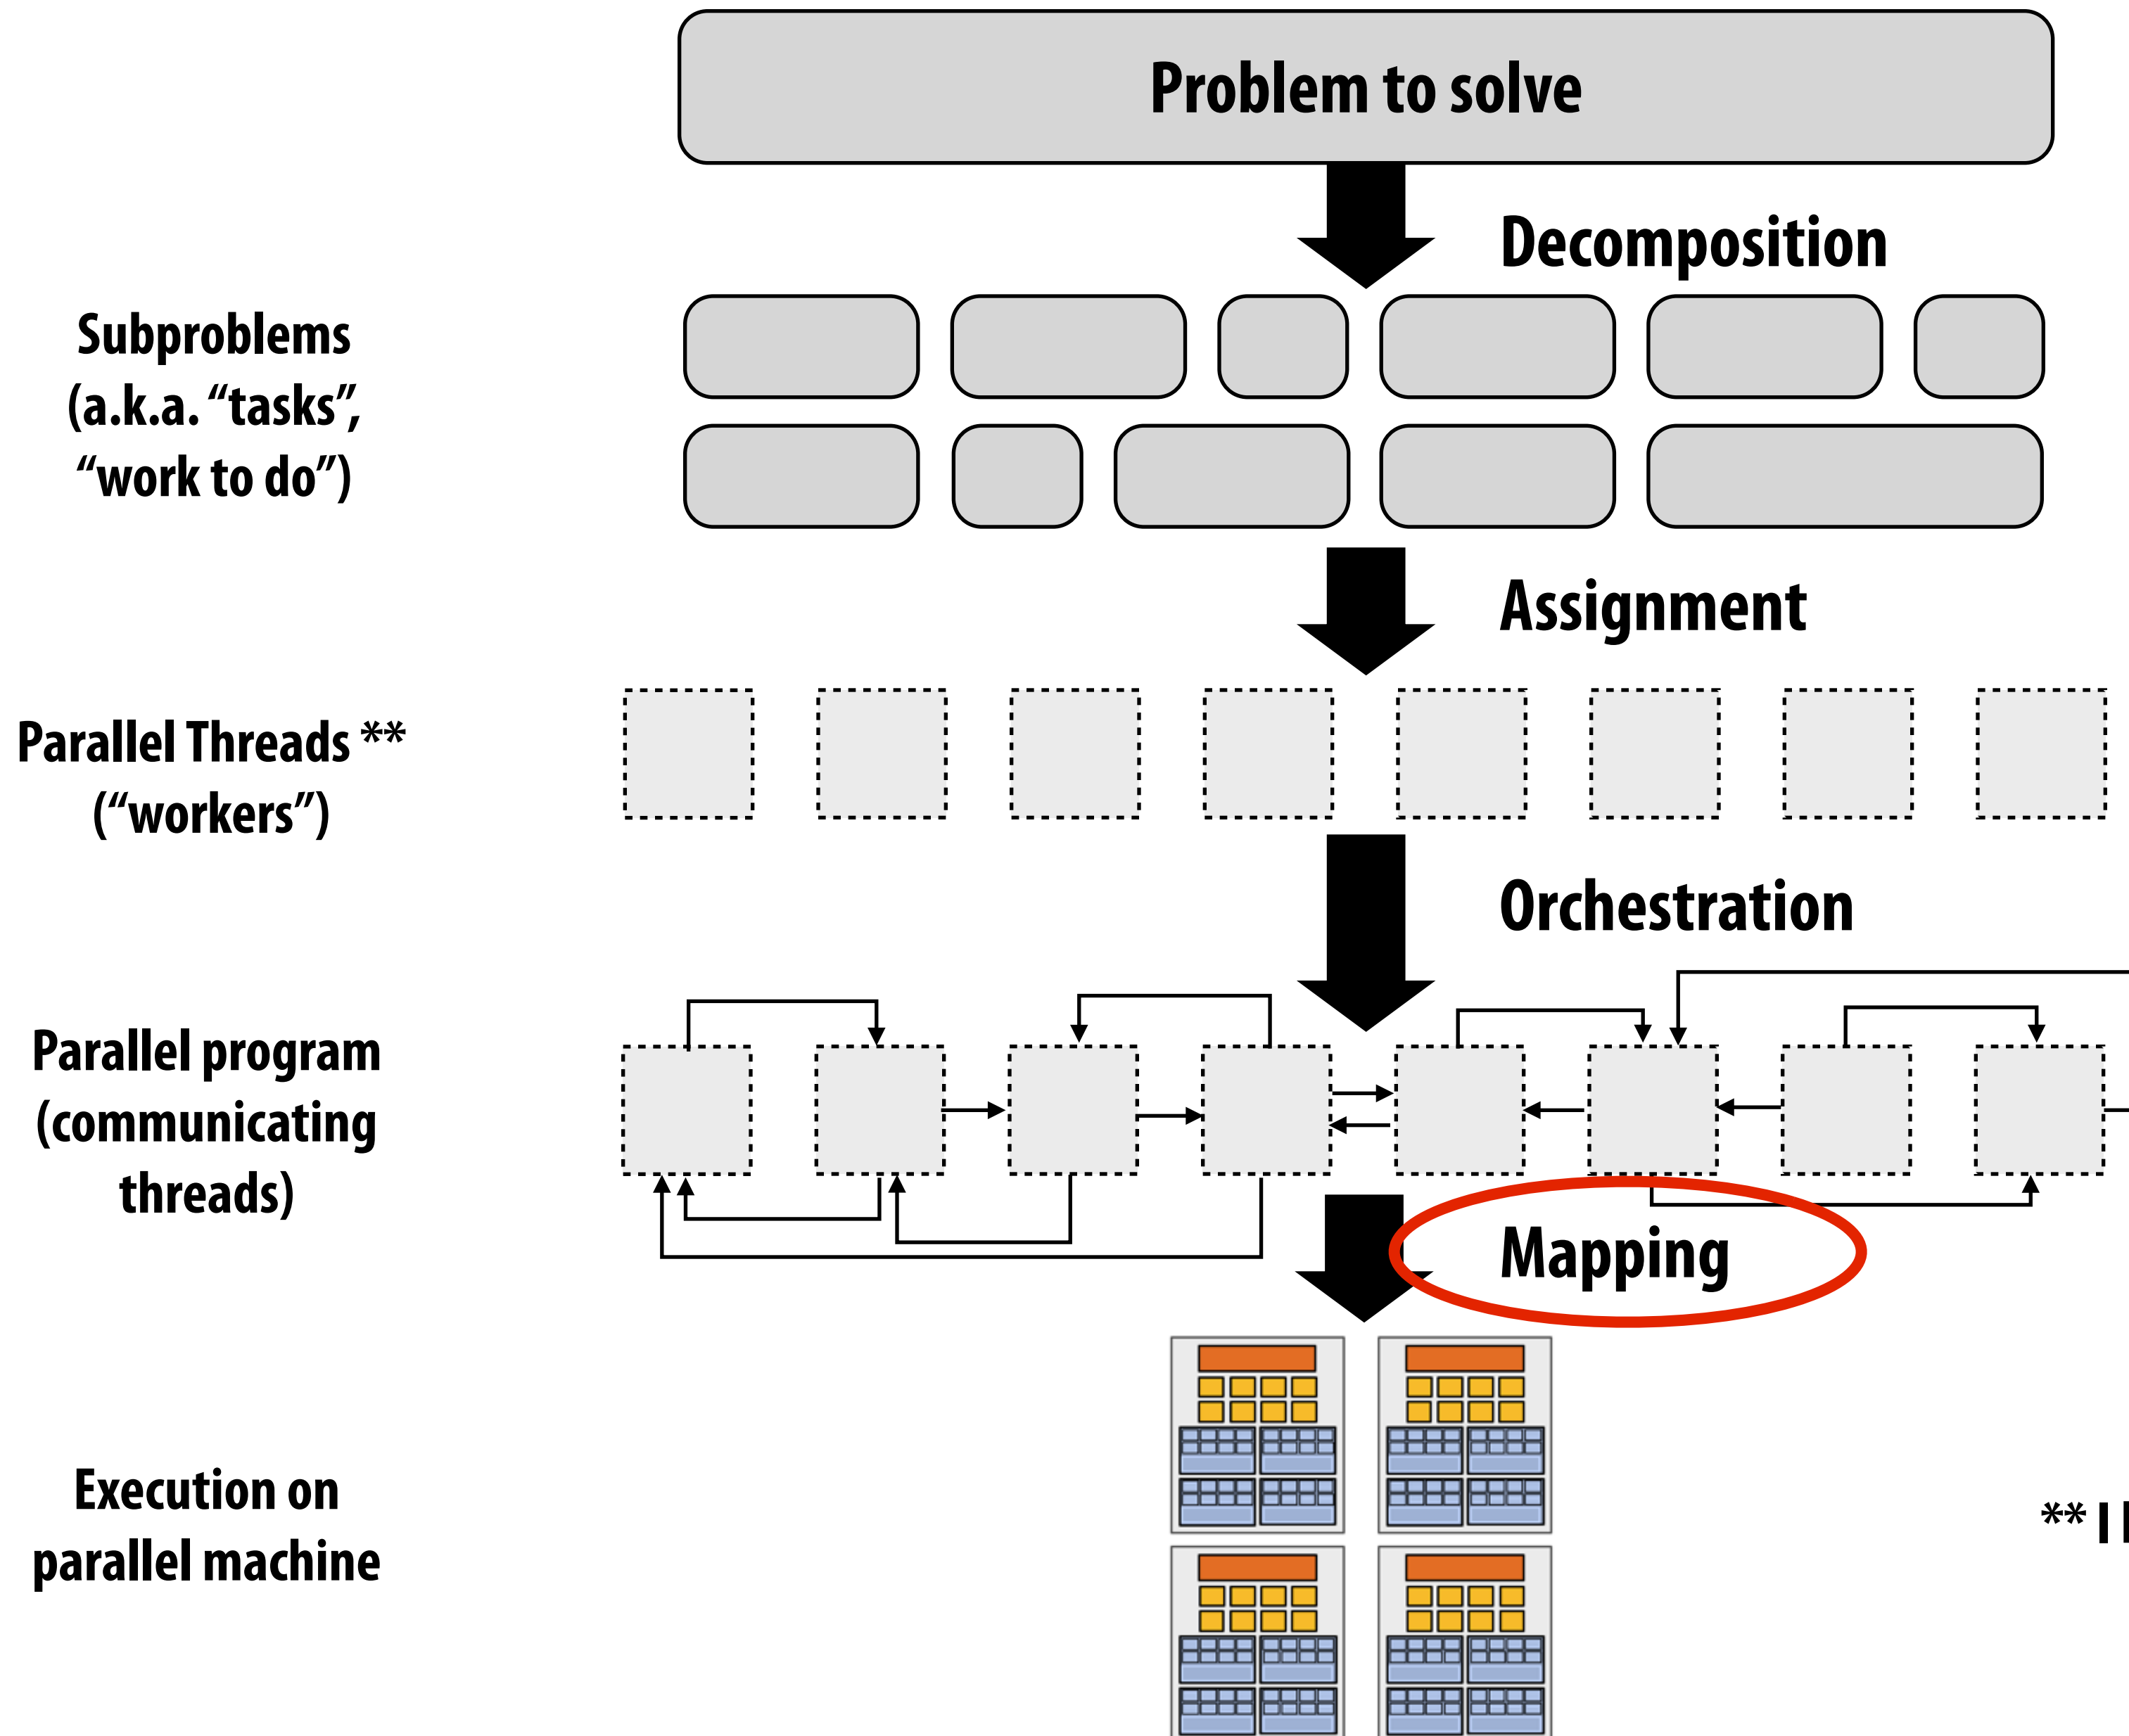 Problem to solve
Decomposition
Subproblems
(a.k.a. “tasks”,
“work to do”)
Assignment
Parallel Threads **
(“workers”)
Orchestration
Parallel program
(communicating
threads)
Mapping
Execution on
parallel machine
**